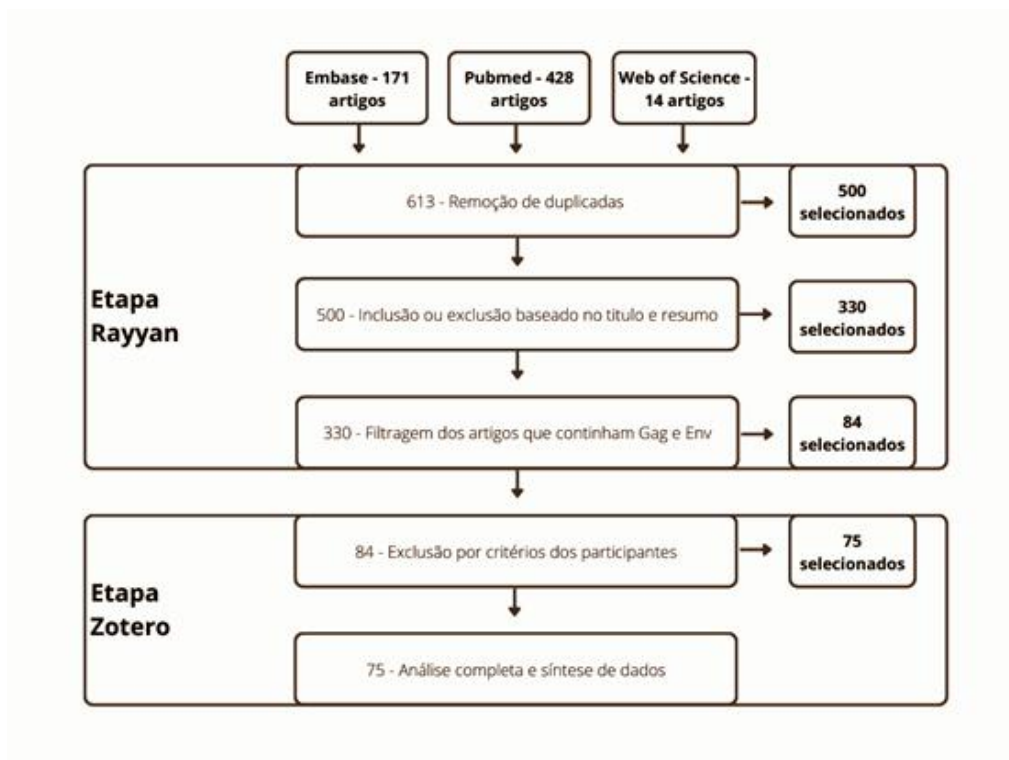 Embase - 171
artigos
Pubmed - 428
artigos
Web of Science -
14 artigos
613 - Remoção de duplicadas
500
selecionados
Etapa
Rayyan
500 - Inclusão ou exclusão baseado no titulo e resumo
330
selecionados
330 - Filtragem dos artigos que continham Gag e Env
84
selecionados
84 - Exclusão por critérios dos participantes
75
selecionados
Etapa
Zotero
75 - Análise completa e síntese de dados